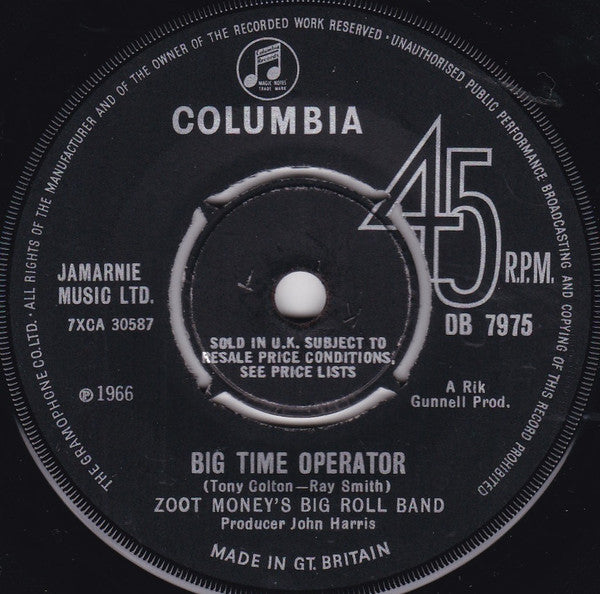 ALL RIGHTS OF THE MANUFACTURER AND OF THE OWNER OF THE RECORDED WORK RESERVED · UNAUTHORISED PUBLIC PERFORMANCE BROADCASTING AND COPYING OF THIS RECORD PROHIBITED
THE GRAMOPHONE CO. LTD. ·
Columbia
Records
MAGIC NOTES
TRADE MARK
COLUMBIA
45
R.P.M.
JAMARNIE
MUSIC LTD.
7XCA 30587
DB 7975
SOLD IN U.K. SUBJECT TO
RESALE PRICE CONDITIONS,
SEE PRICE LISTS
℗ 1966
A Rik
Gunnell Prod.
BIG TIME OPERATOR
(Tony Colton—Ray Smith)
ZOOT MONEY'S BIG ROLL BAND
Producer John Harris
MADE IN GT. BRITAIN